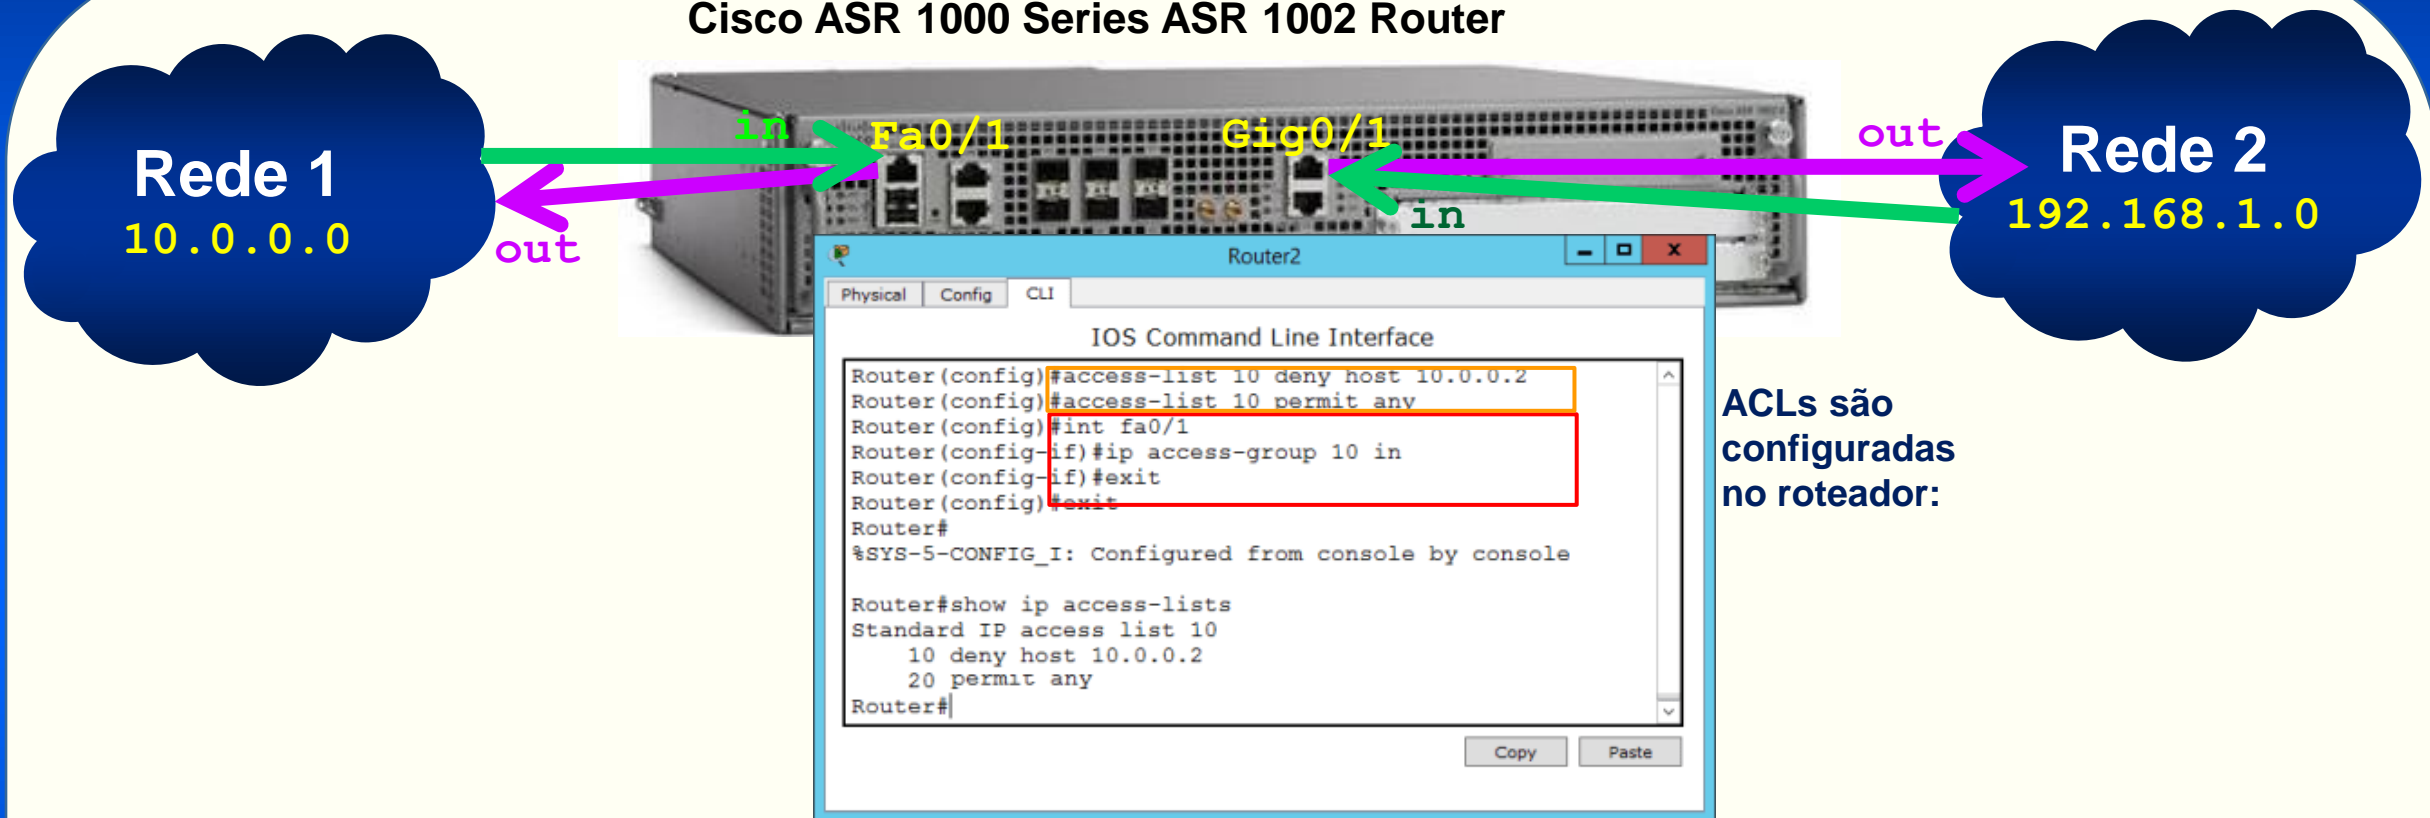 Cisco ASR 1000 Series ASR 1002 Router
in
Fa0/1
Gig0/1
out
Rede 1
10.0.0.0
out
in
Rede 2
192.168.1.0
Router2
Physical
Config
CLI
IOS Command Line Interface
Router(config)#access-list 10 deny host 10.0.0.2
Router(config)#access-list 10 permit any
Router(config)#int fa0/1
Router(config-if)#ip access-group 10 in
Router(config-if)#exit
Router(config)#exit
Router#
%SYS-5-CONFIG_I: Configured from console by console
Router#show ip access-lists
Standard IP access list 10
10 deny host 10.0.0.2
20 permit any
Router#
Copy
Paste
ACLs são
configuradas
no roteador: